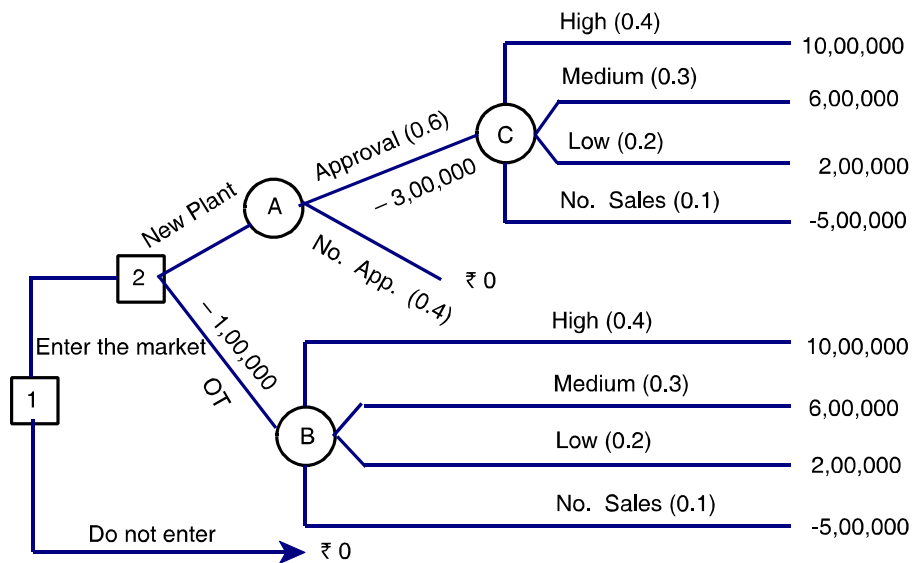 High (0.4)
10,00,000
Medium (0.3)
6,00,000
Approval (0.6)
C
Low (0.2)
2,00,000
– 3,00,000
New Plant
A
No. Sales (0.1)
-5,00,000
No. App. (0.4)
₹ 0
2
– 1,00,000
OT
High (0.4)
10,00,000
Enter the market
1
Medium (0.3)
6,00,000
B
Low (0.2)
2,00,000
No. Sales (0.1)
-5,00,000
Do not enter
₹ 0